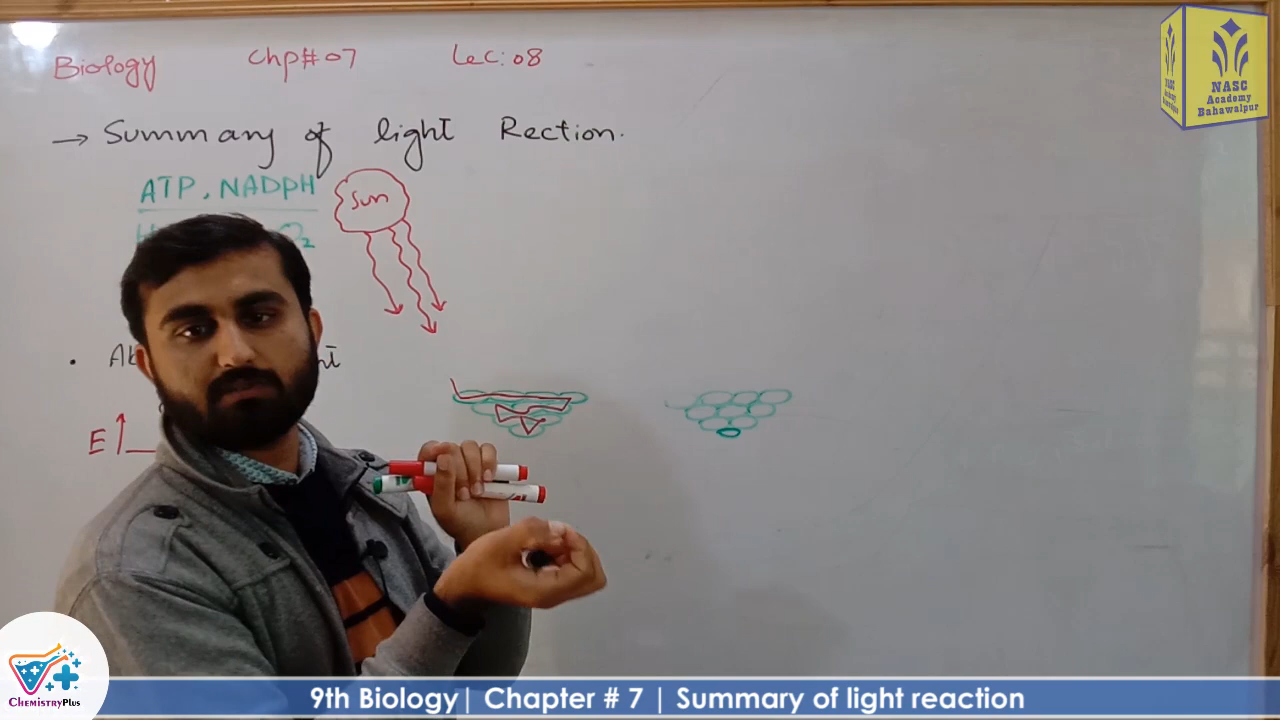 Biology Chp#07 Lec:08
→ Summary of light Rection.
ATP, NADPH
Sun
O₂
E
NASC
Academy
Bahawalpur
ChemistryPlus
9th Biology| Chapter # 7 | Summary of light reaction